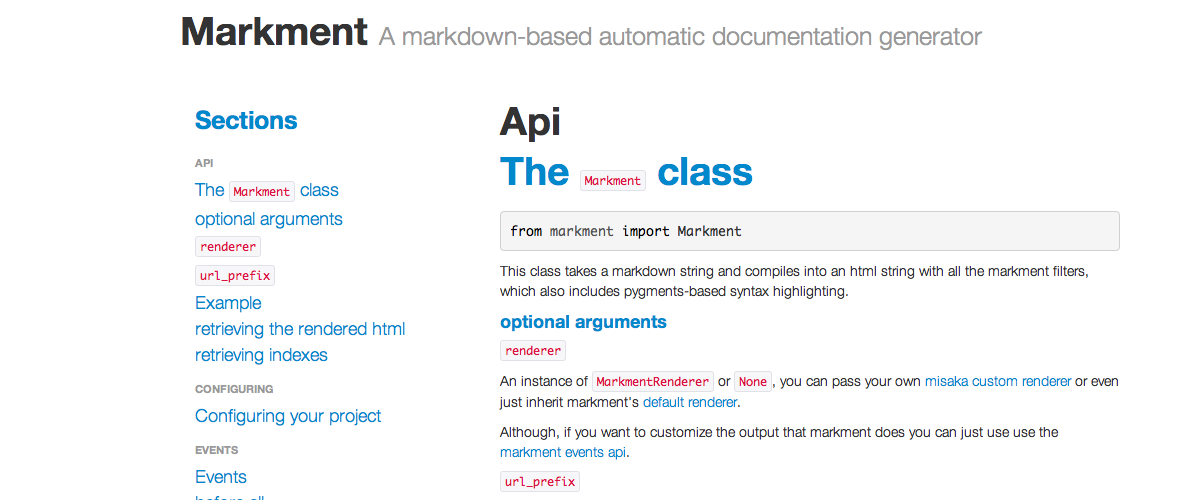 Markment A markdown-based automatic documentation generator
Sections
API
The Markment class
optional arguments
renderer
url_prefix
Example
retrieving the rendered html
retrieving indexes
CONFIGURING
Configuring your project
EVENTS
Events
before all
Api
The Markment class
from markment import Markment
This class takes a markdown string and compiles into an html string with all the markment filters,
which also includes pygments-based syntax highlighting.
optional arguments
renderer
An instance of MarkmentRenderer or None, you can pass your own misaka custom renderer or even
just inherit markment's default renderer.
Although, if you want to customize the output that markment does you can just use use the
markment events api.
url_prefix